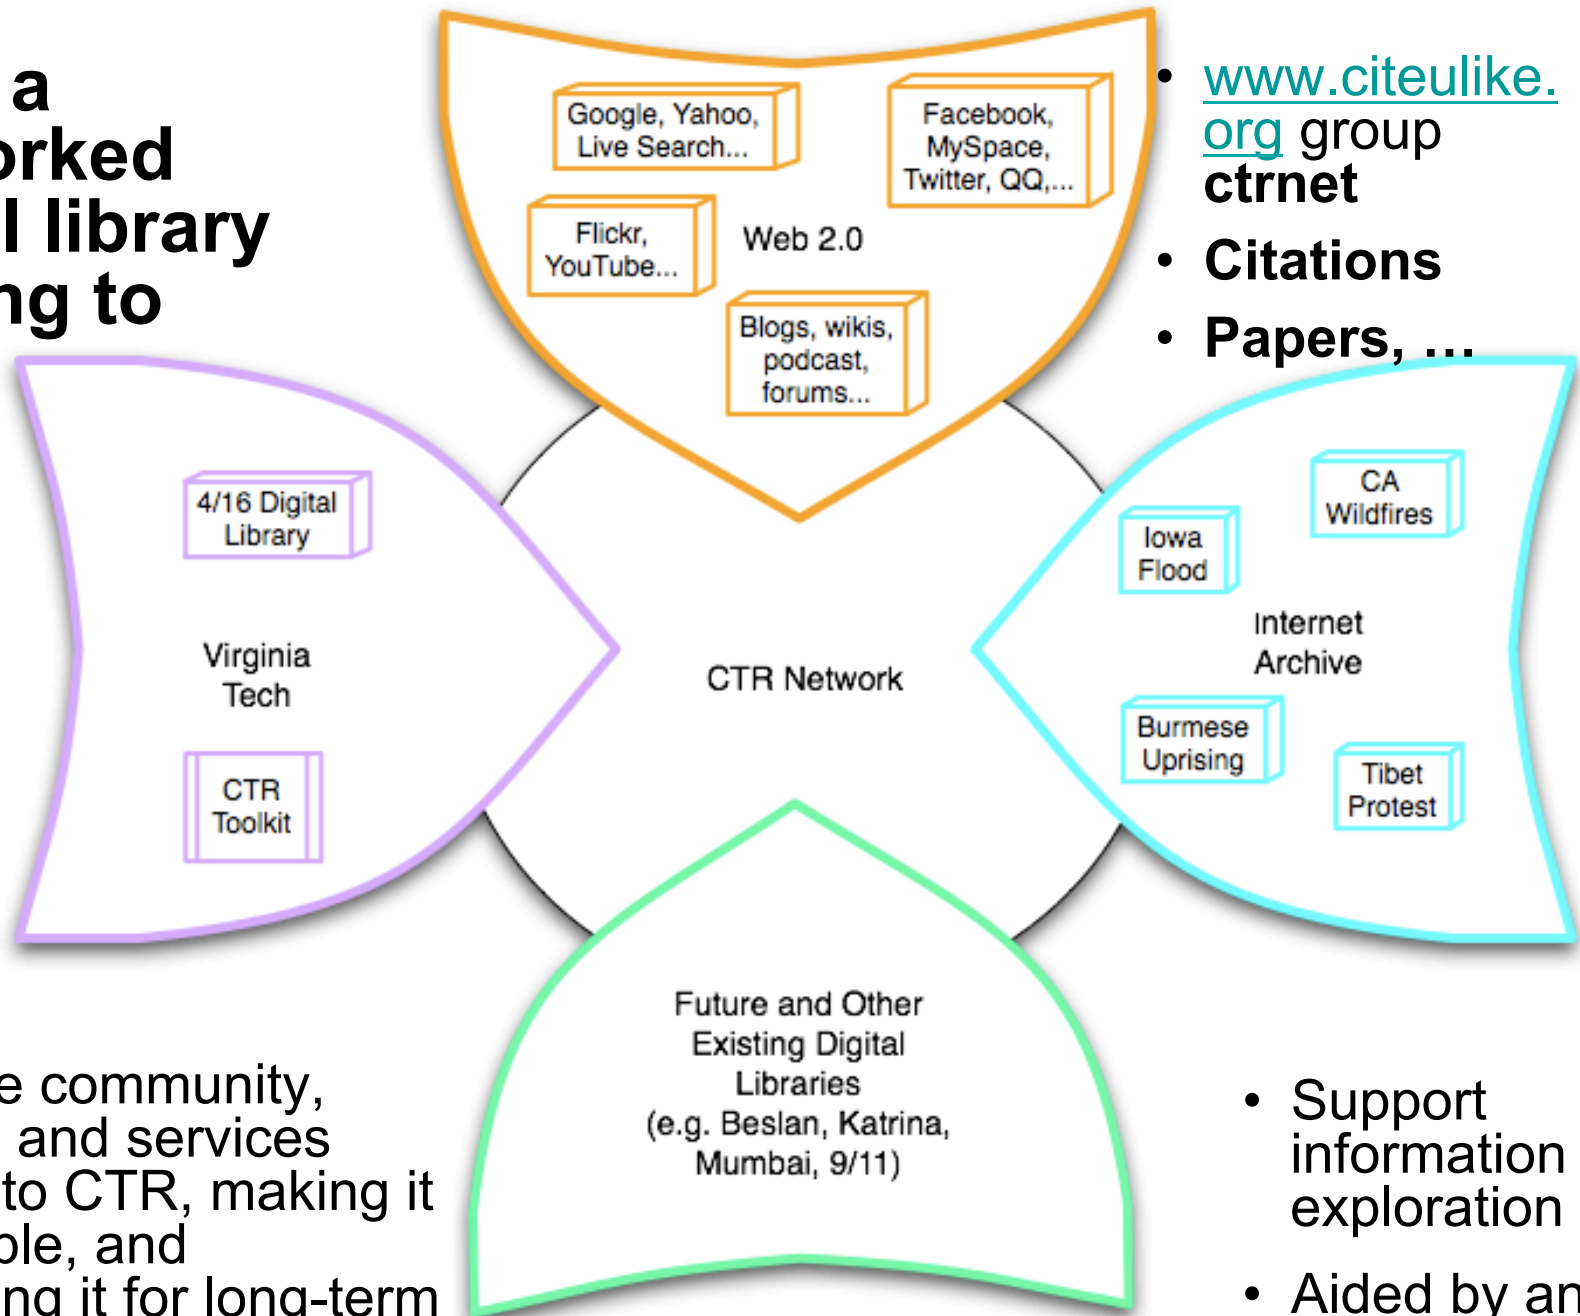 a
orked
l library
ng to
Google, Yahoo,
Live Search...
Facebook,
MySpace,
Twitter, QQ,...
Flickr,
YouTube...
Web 2.0
Blogs, wikis,
podcast,
forums...
• www.citeulike.
org group
ctrnet
• Citations
• Papers, …
4/16 Digital
Library
Virginia
Tech
CTR
Toolkit
CTR Network
CA
Wildfires
Iowa
Flood
Internet
Archive
Burmese
Uprising
Tibet
Protest
Future and Other
Existing Digital
Libraries
(e.g. Beslan, Katrina,
Mumbai, 9/11)
e community,
and services
to CTR, making it
ble, and
ng it for long-term
• Support
information
exploration
• Aided by an